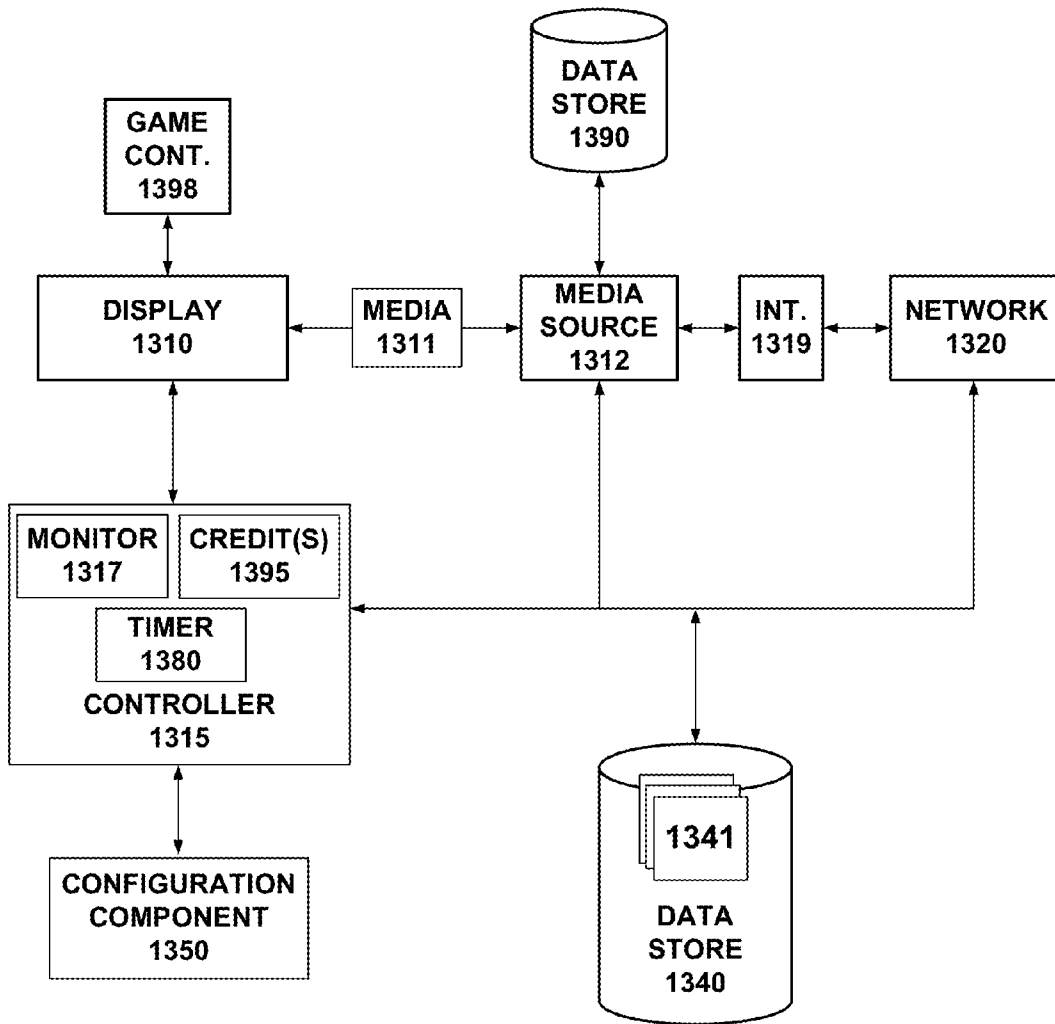 DATA
STORE
1390
GAME
CONT.
1398
DISPLAY
1310
MEDIA
1311
MEDIA
SOURCE
1312
INT.
1319
NETWORK
1320
MONITOR
1317
CREDIT(S)
1395
TIMER
1380
CONTROLLER
1315
CONFIGURATION
COMPONENT
1350
1341
DATA
STORE
1340